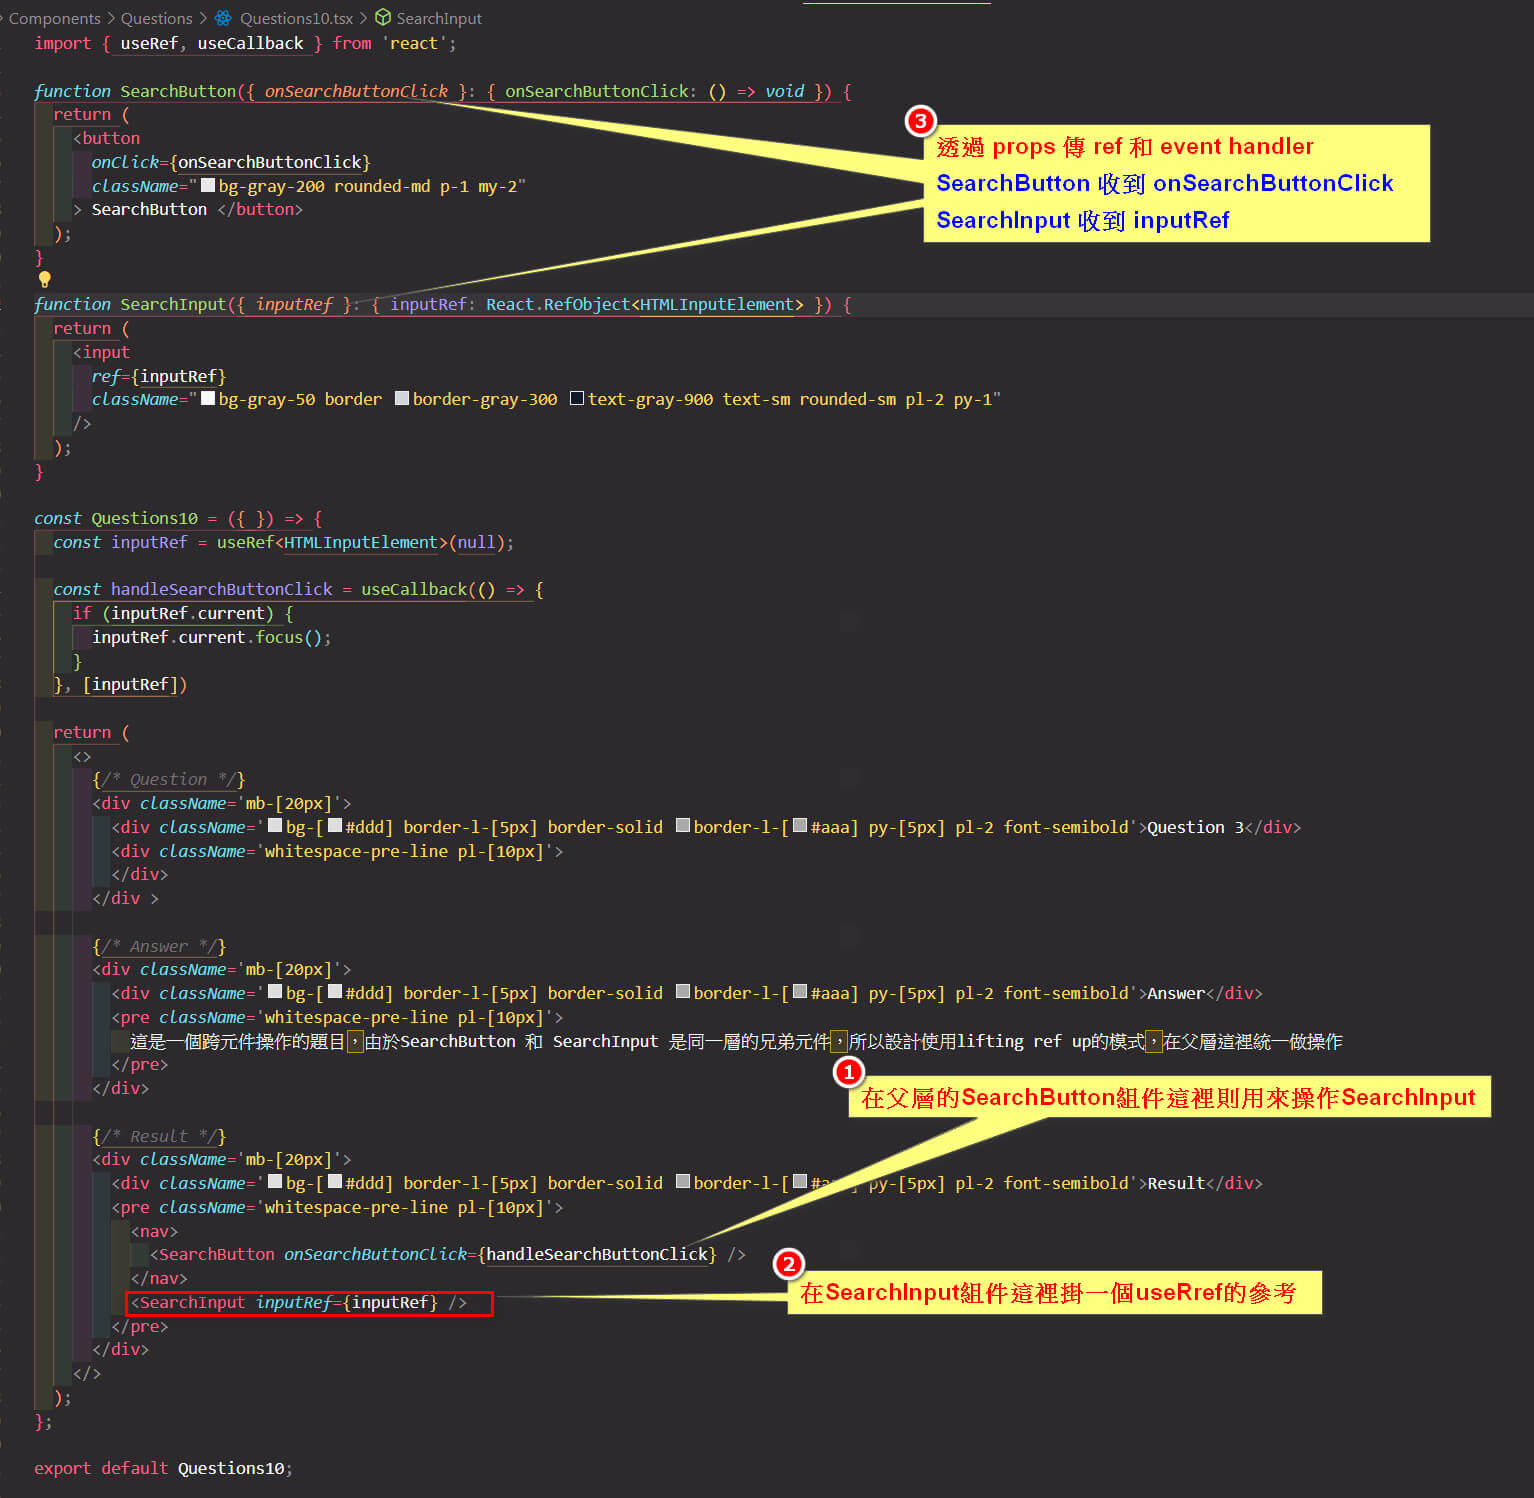 Components > Questions > Questions10.tsx > SearchInput
import { useRef, useCallback } from 'react';
function SearchButton({ onSearchButtonClick }: { onSearchButtonClick: () => void }) {
return (
<button
onClick={onSearchButtonClick}
className="bg-gray-200 rounded-md p-1 my-2"
> SearchButton </button>
);
}
3
透過 props 傳 ref 和 event handler
SearchButton 收到 onSearchButtonClick
SearchInput 收到 inputRef
function SearchInput({ inputRef }: { inputRef: React.RefObject<HTMLInputElement> }) {
return (
<input
ref={inputRef}
className="bg-gray-50 border border-gray-300 text-gray-900 text-sm rounded-sm pl-2 py-1"
/>
);
}
const Questions10 = ({ }) => {
const inputRef = useRef<HTMLInputElement>(null);
const handleSearchButtonClick = useCallback(() => {
if (inputRef.current) {
inputRef.current.focus();
}
}, [inputRef])
return (
<>
{/* Question */}
<div className='mb-[20px]'>
<div className='bg-[#ddd] border-l-[5px] border-solid border-l-[#aaa] py-[5px] pl-2 font-semibold'>Question 3</div>
<div className='whitespace-pre-line pl-[10px]'>
</div>
</div >
{/* Answer */}
<div className='mb-[20px]'>
<div className='bg-[#ddd] border-l-[5px] border-solid border-l-[#aaa] py-[5px] pl-2 font-semibold'>Answer</div>
<pre className='whitespace-pre-line pl-[10px]'>
這是一個跨元件操作的題目，由於SearchButton 和 SearchInput 是同一層的兄弟元件，所以設計使用lifting ref up的模式，在父層這裡統一做操作
</pre>
</div>
1
在父層的SearchButton組件這裡則用來操作SearchInput
{/* Result */}
<div className='mb-[20px]'>
<div className='bg-[#ddd] border-l-[5px] border-solid border-l-[#aaa] py-[5px] pl-2 font-semibold'>Result</div>
<pre className='whitespace-pre-line pl-[10px]'>
<nav>
<SearchButton onSearchButtonClick={handleSearchButtonClick} />
</nav>
2
在SearchInput組件這裡掛一個useRref的參考
<SearchInput inputRef={inputRef} />
</pre>
</div>
</>
);
};
export default Questions10;